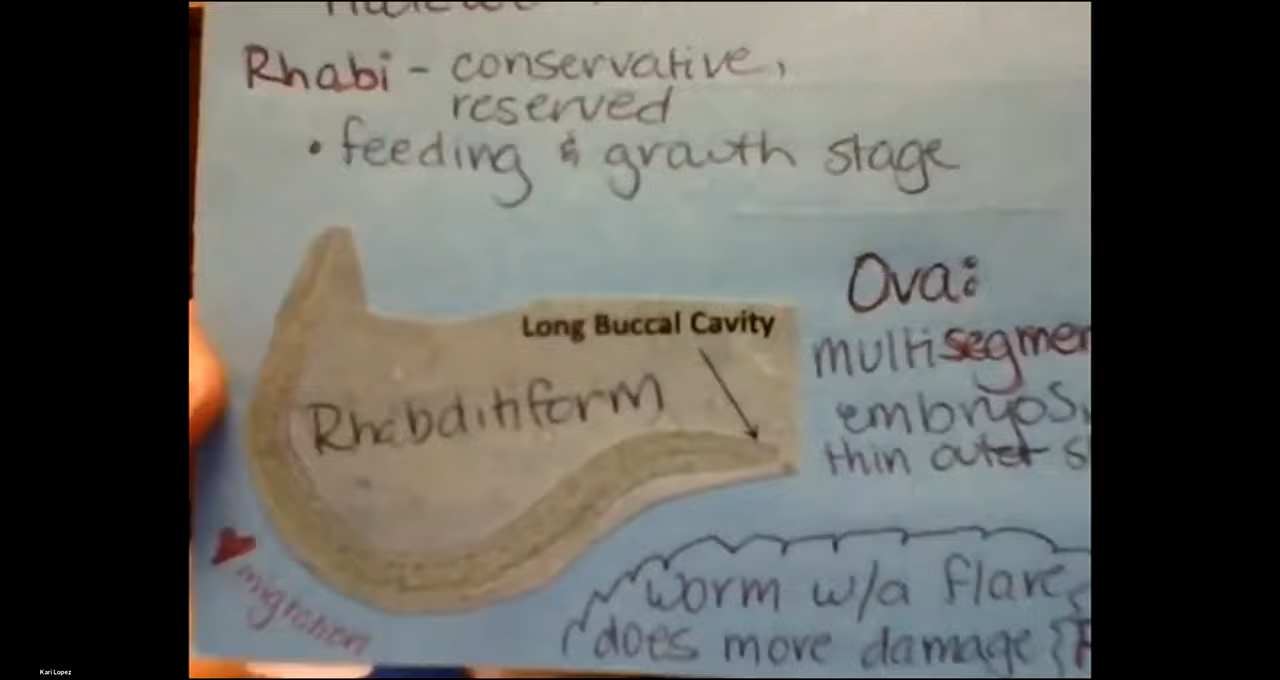 Rhabi - conservative,
reserved
• feeding & growth stage
Ova:
Long Buccal Cavity
multisegmen
Rhabditiform
embryos,
thin outer s
migration
worm w/a flare
does more damage
Kari Lopez